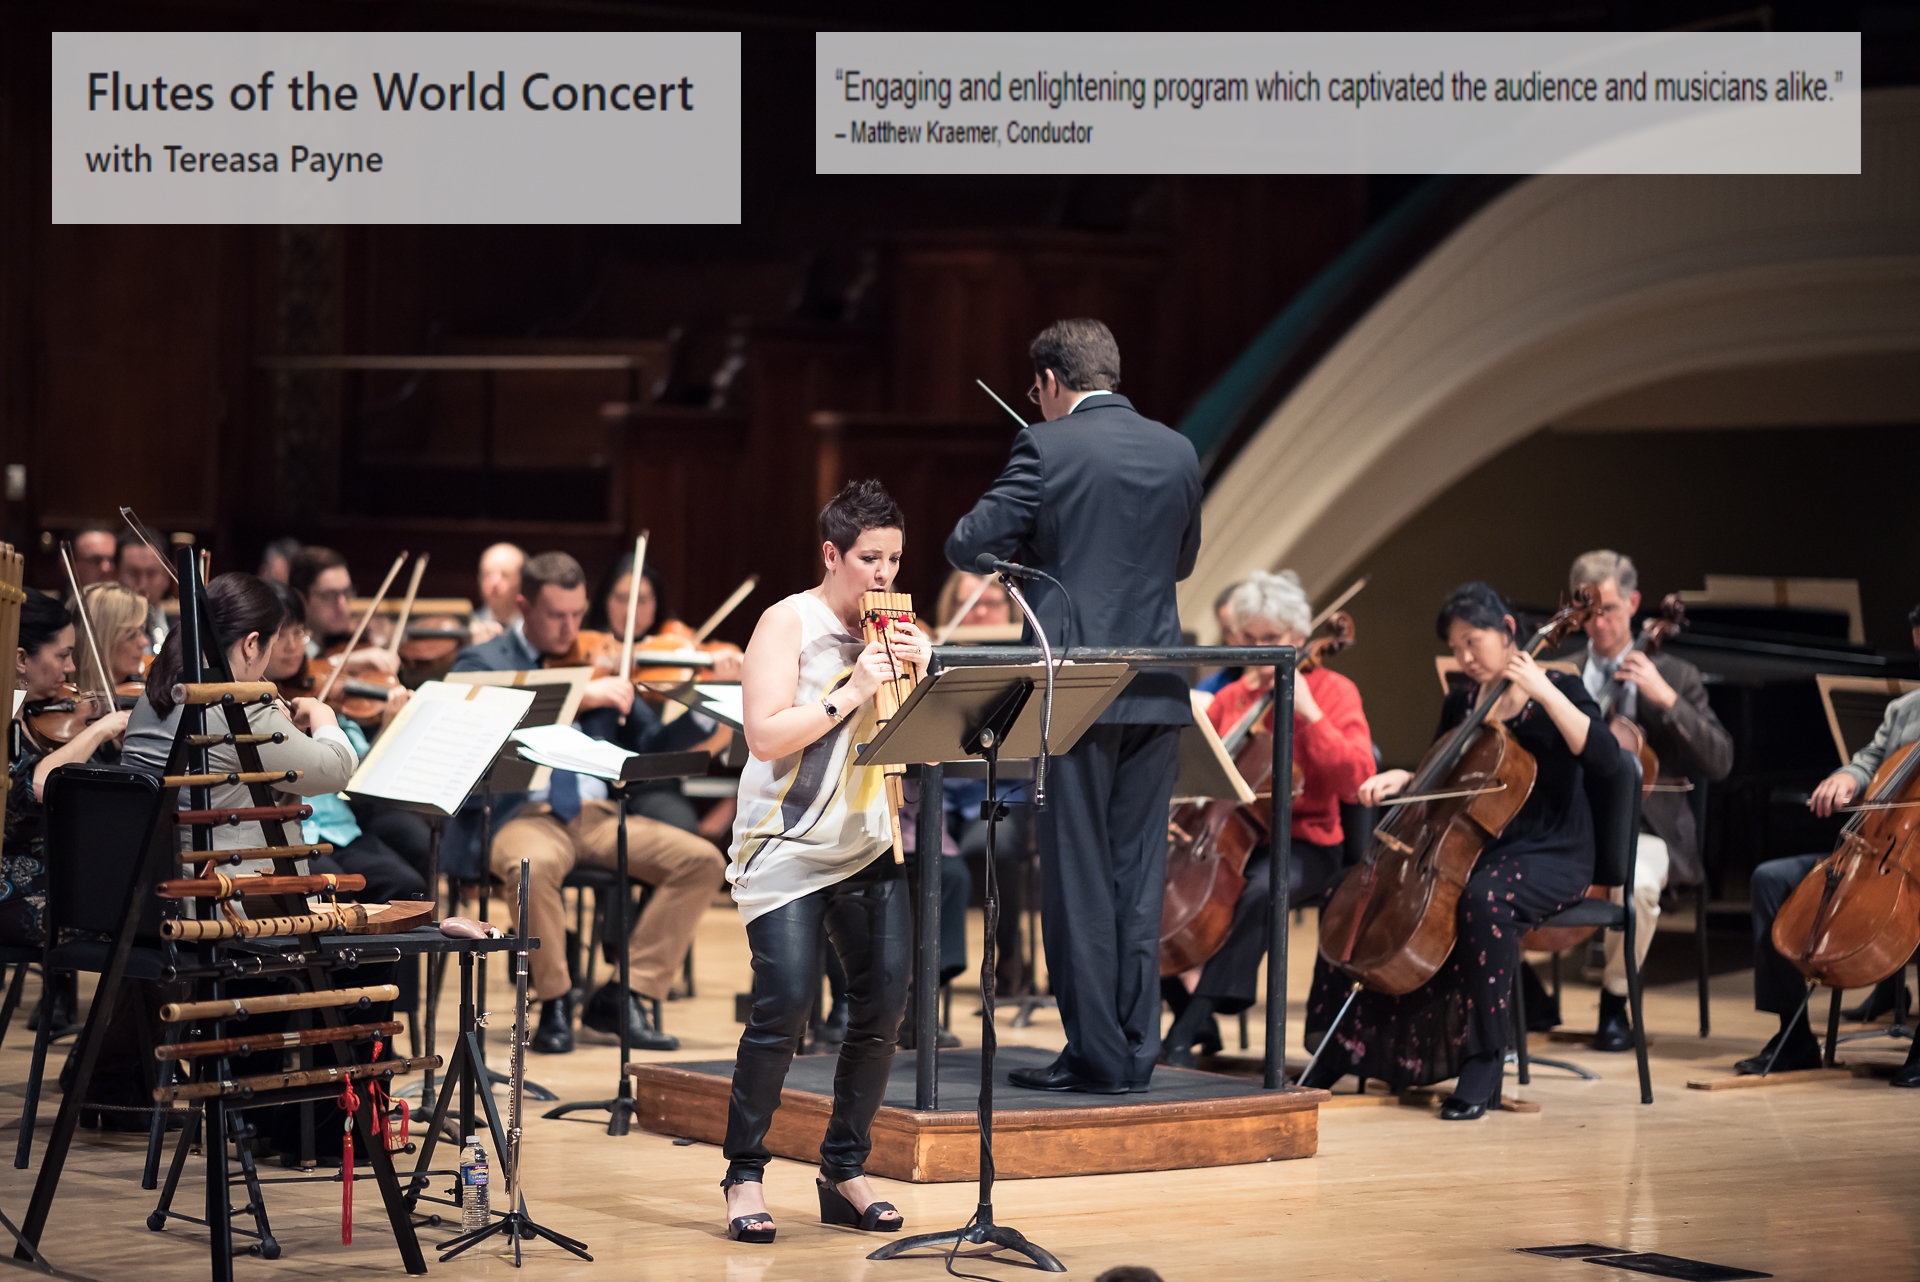 Flutes of the World Concert
with Tereasa Payne
“Engaging and enlightening program which captivated the audience and musicians alike.”
– Matthew Kraemer, Conductor